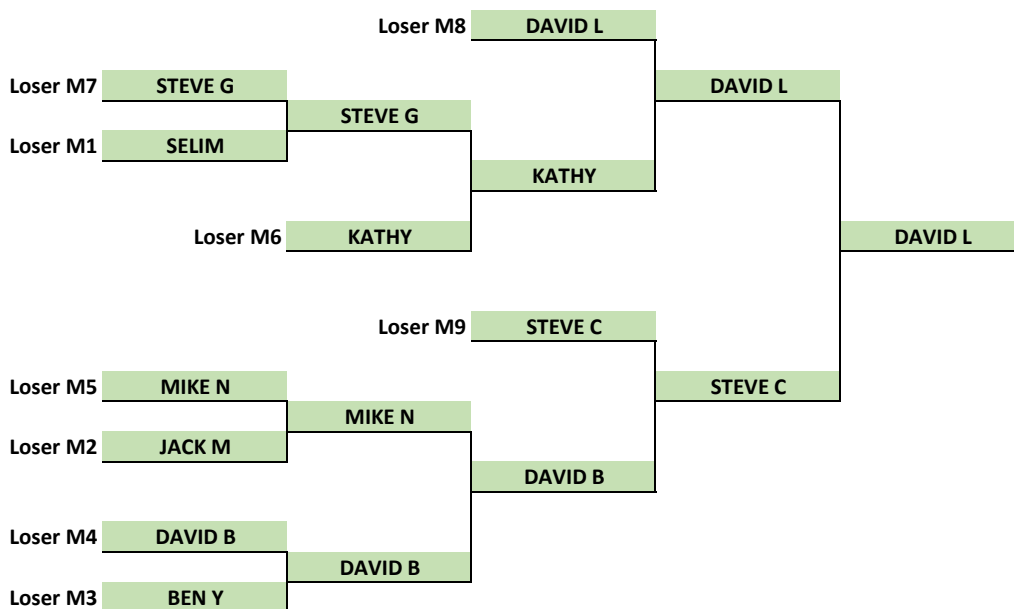 Loser M8 DAVID L
Loser M7 STEVE G DAVID L
STEVE G
Loser M1 SELIM
KATHY
Loser M6 KATHY DAVID L
Loser M9 STEVE C
Loser M5 MIKE N STEVE C
MIKE N
Loser M2 JACK M
DAVID B
Loser M4 DAVID B
DAVID B
Loser M3 BEN Y